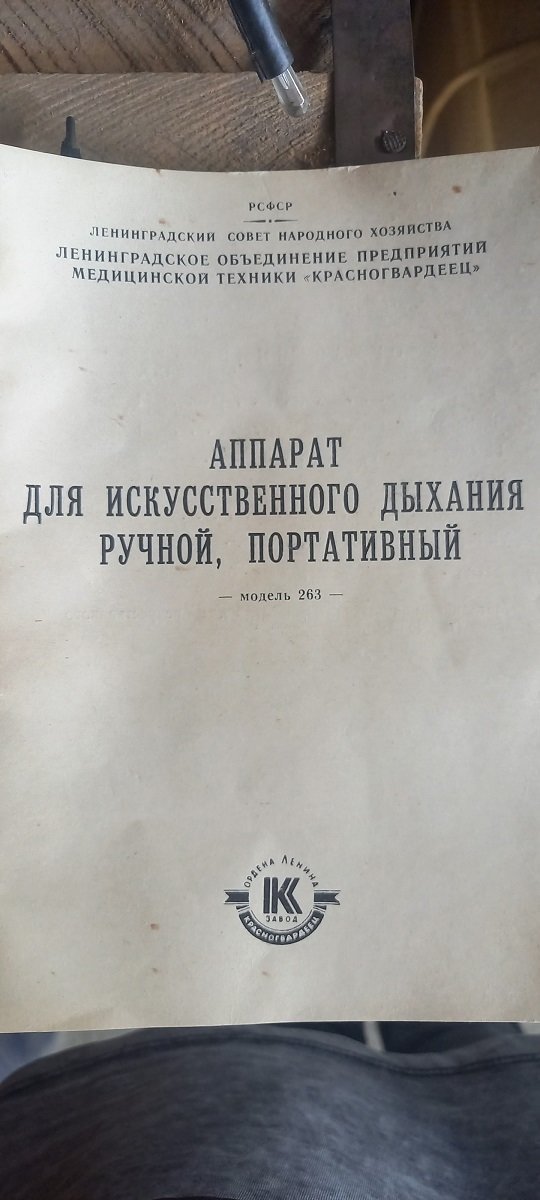 РСФСР
ЛЕНИНГРАДСКИЙ СОВЕТ НАРОДНОГО ХОЗЯЙСТВА
ЛЕНИНГРАДСКОЕ ОБЪЕДИНЕНИЕ ПРЕДПРИЯТИЙ
МЕДИЦИНСКОЙ ТЕХНИКИ «КРАСНОГВАРДЕЕЦ»
АППАРАТ
ДЛЯ ИСКУССТВЕННОГО ДЫХАНИЯ
РУЧНОЙ, ПОРТАТИВНЫЙ
— модель 263 —
ОРДЕНА ЛЕНИНА
КК
ЗАВОД
КРАСНОГВАРДЕЕЦ